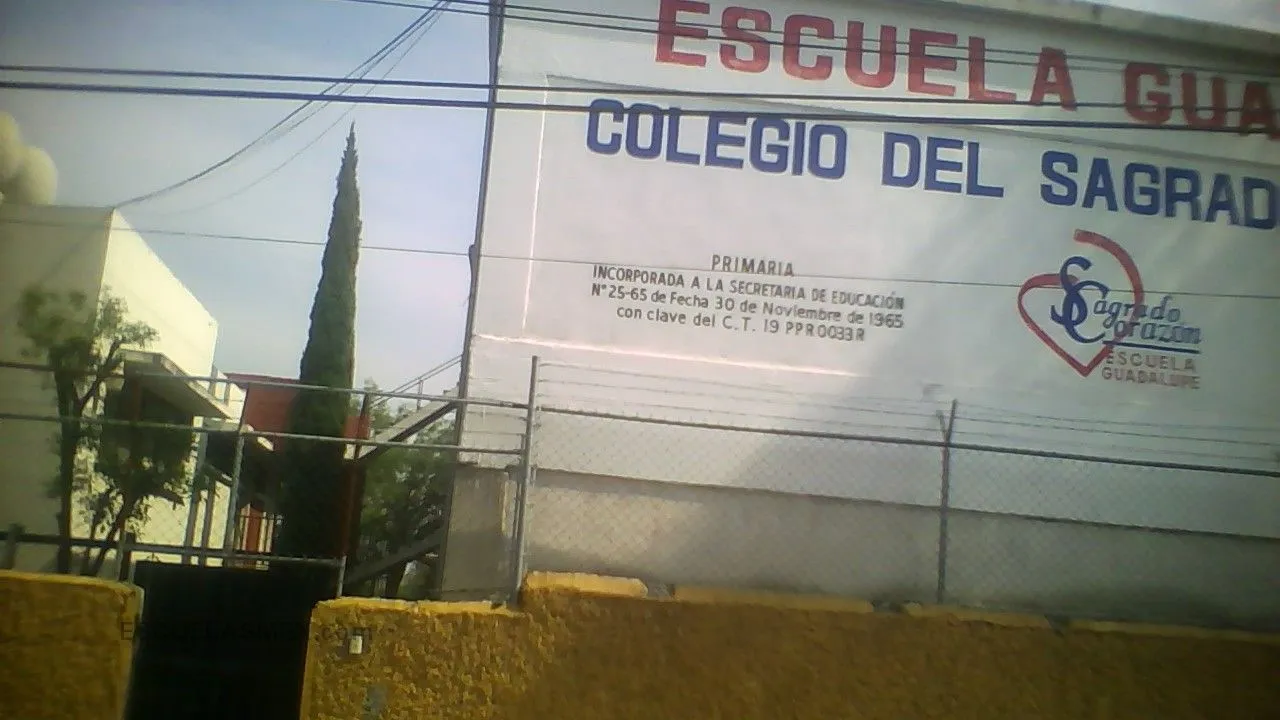 ESCUELA GUA
COLEGIO DEL SAGRAD
PRIMARIA
INCORPORADA A LA SECRETARIA DE EDUCACIÓN
N° 25-65 de Fecha 30 de Noviembre de 1965
con clave del C.T. 19 PPR0033R
Sagrado
Corazón
ESCUELA
GUADALUPE